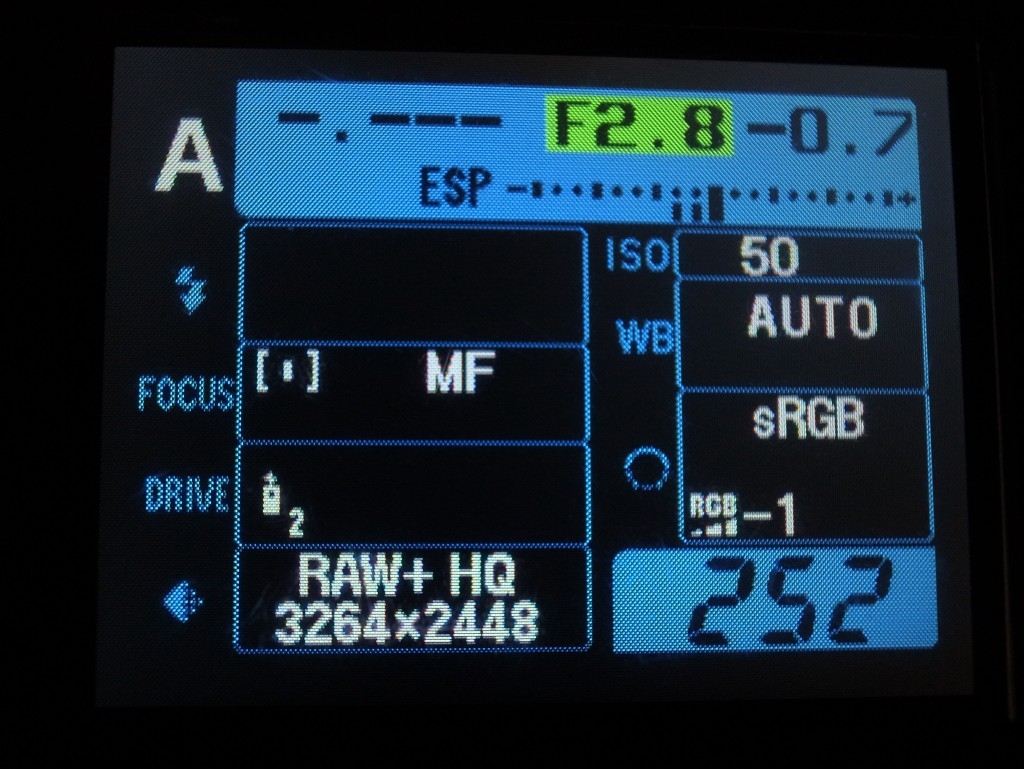 A
-.--- F2.8 -0.7
ESP - +
ISO 50
WB AUTO
FOCUS [ ] MF
sRGB
DRIVE 2
RGB -1
RAW+ HQ
3264×2448
252